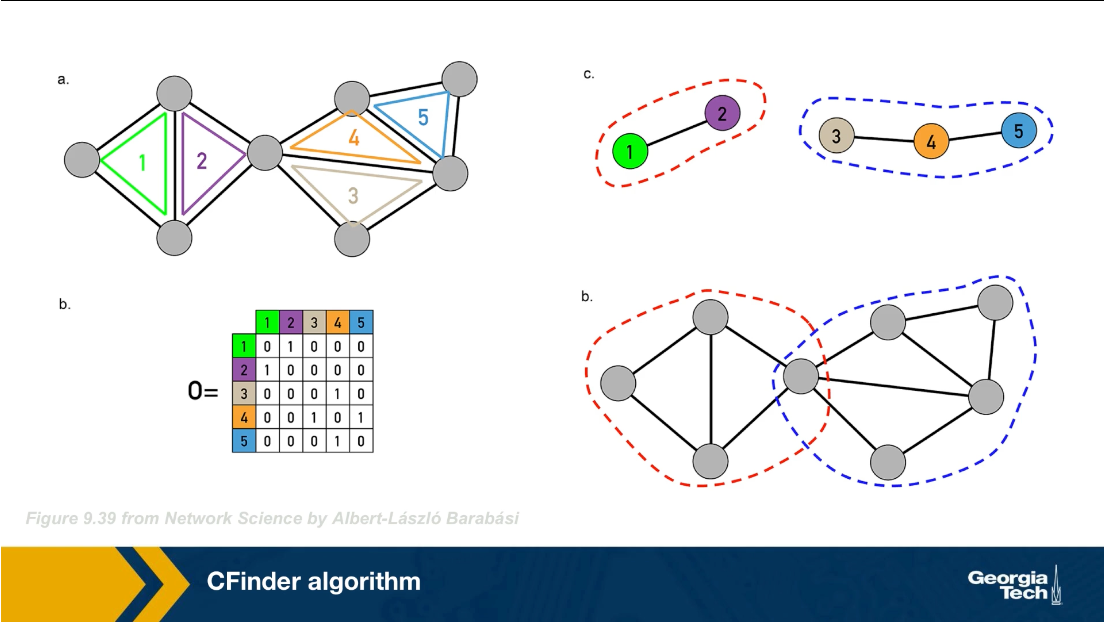 a.
1
2
4
5
3
c.
1
2
3
4
5
b.
1 2 3 4 5
1 0 1 0 0 0
2 1 0 0 0 0
O= 3 0 0 0 1 0
4 0 0 1 0 1
5 0 0 0 1 0
b.
Figure 9.39 from Network Science by Albert-László Barabási
CFinder algorithm
Georgia
Tech